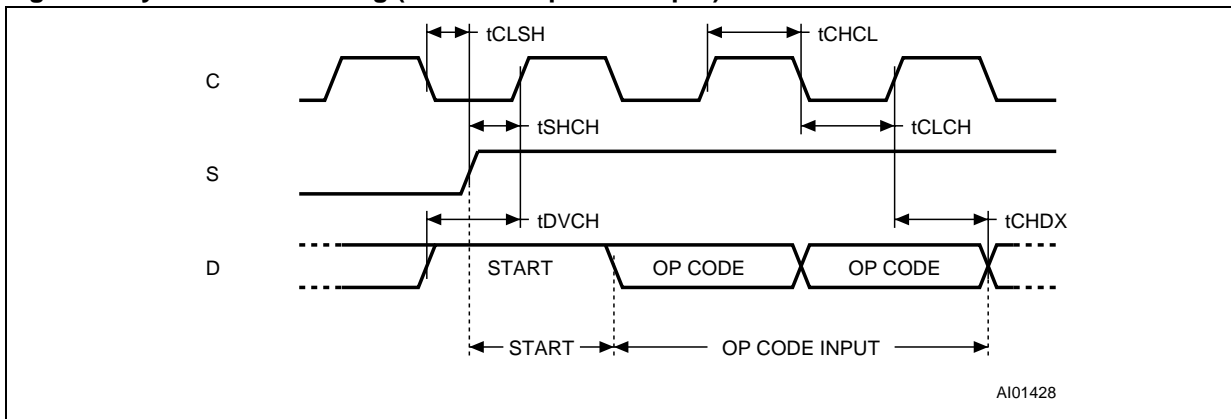 tCLSH tCHCL
C
tSHCH tCLCH
S
tDVCH tCHDX
D START OP CODE OP CODE
START OP CODE INPUT
AI01428